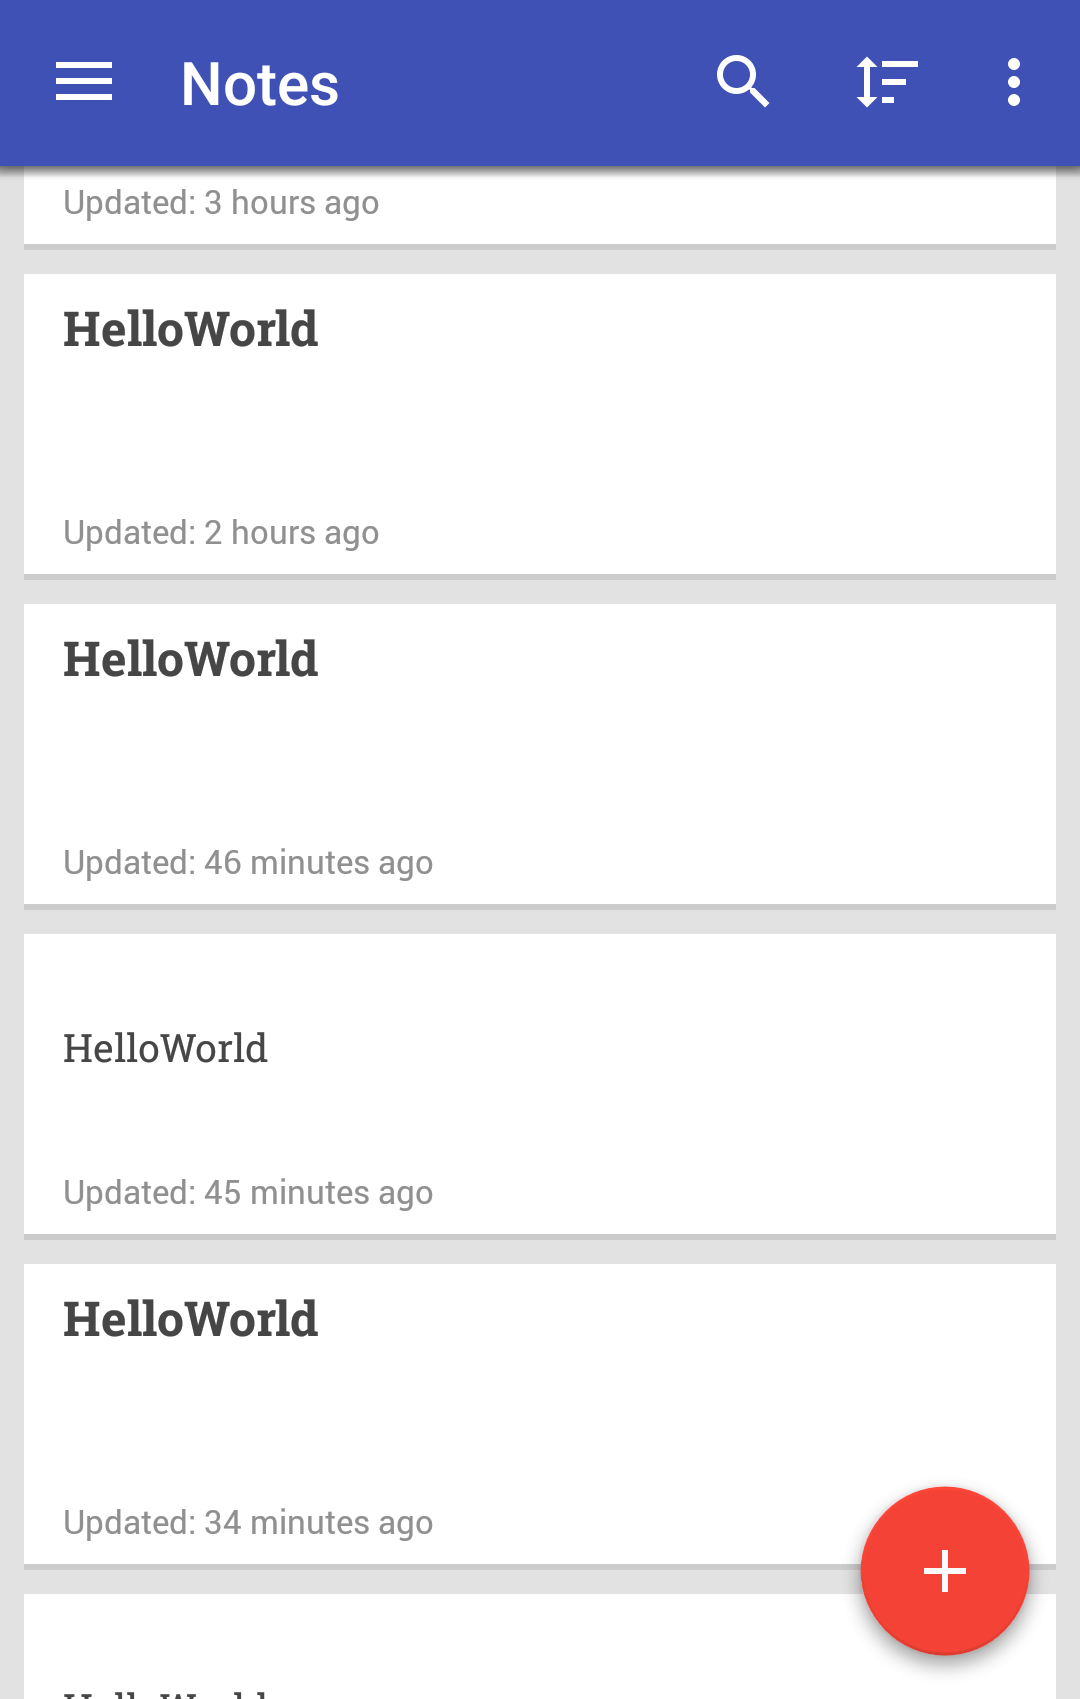 Notes
Updated: 3 hours ago
HelloWorld
Updated: 2 hours ago
HelloWorld
Updated: 46 minutes ago
HelloWorld
Updated: 45 minutes ago
HelloWorld
Updated: 34 minutes ago